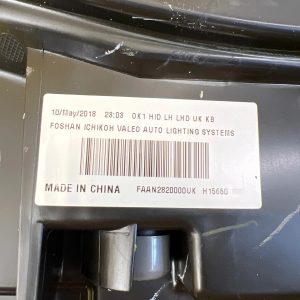 10/May/2018 23:03 OK1 HID LH LHD UK KB
FOSHAN ICHIKOH VALEO AUTO LIGHTING SYSTEMS
MADE IN CHINA FAAN2820000UK H15650